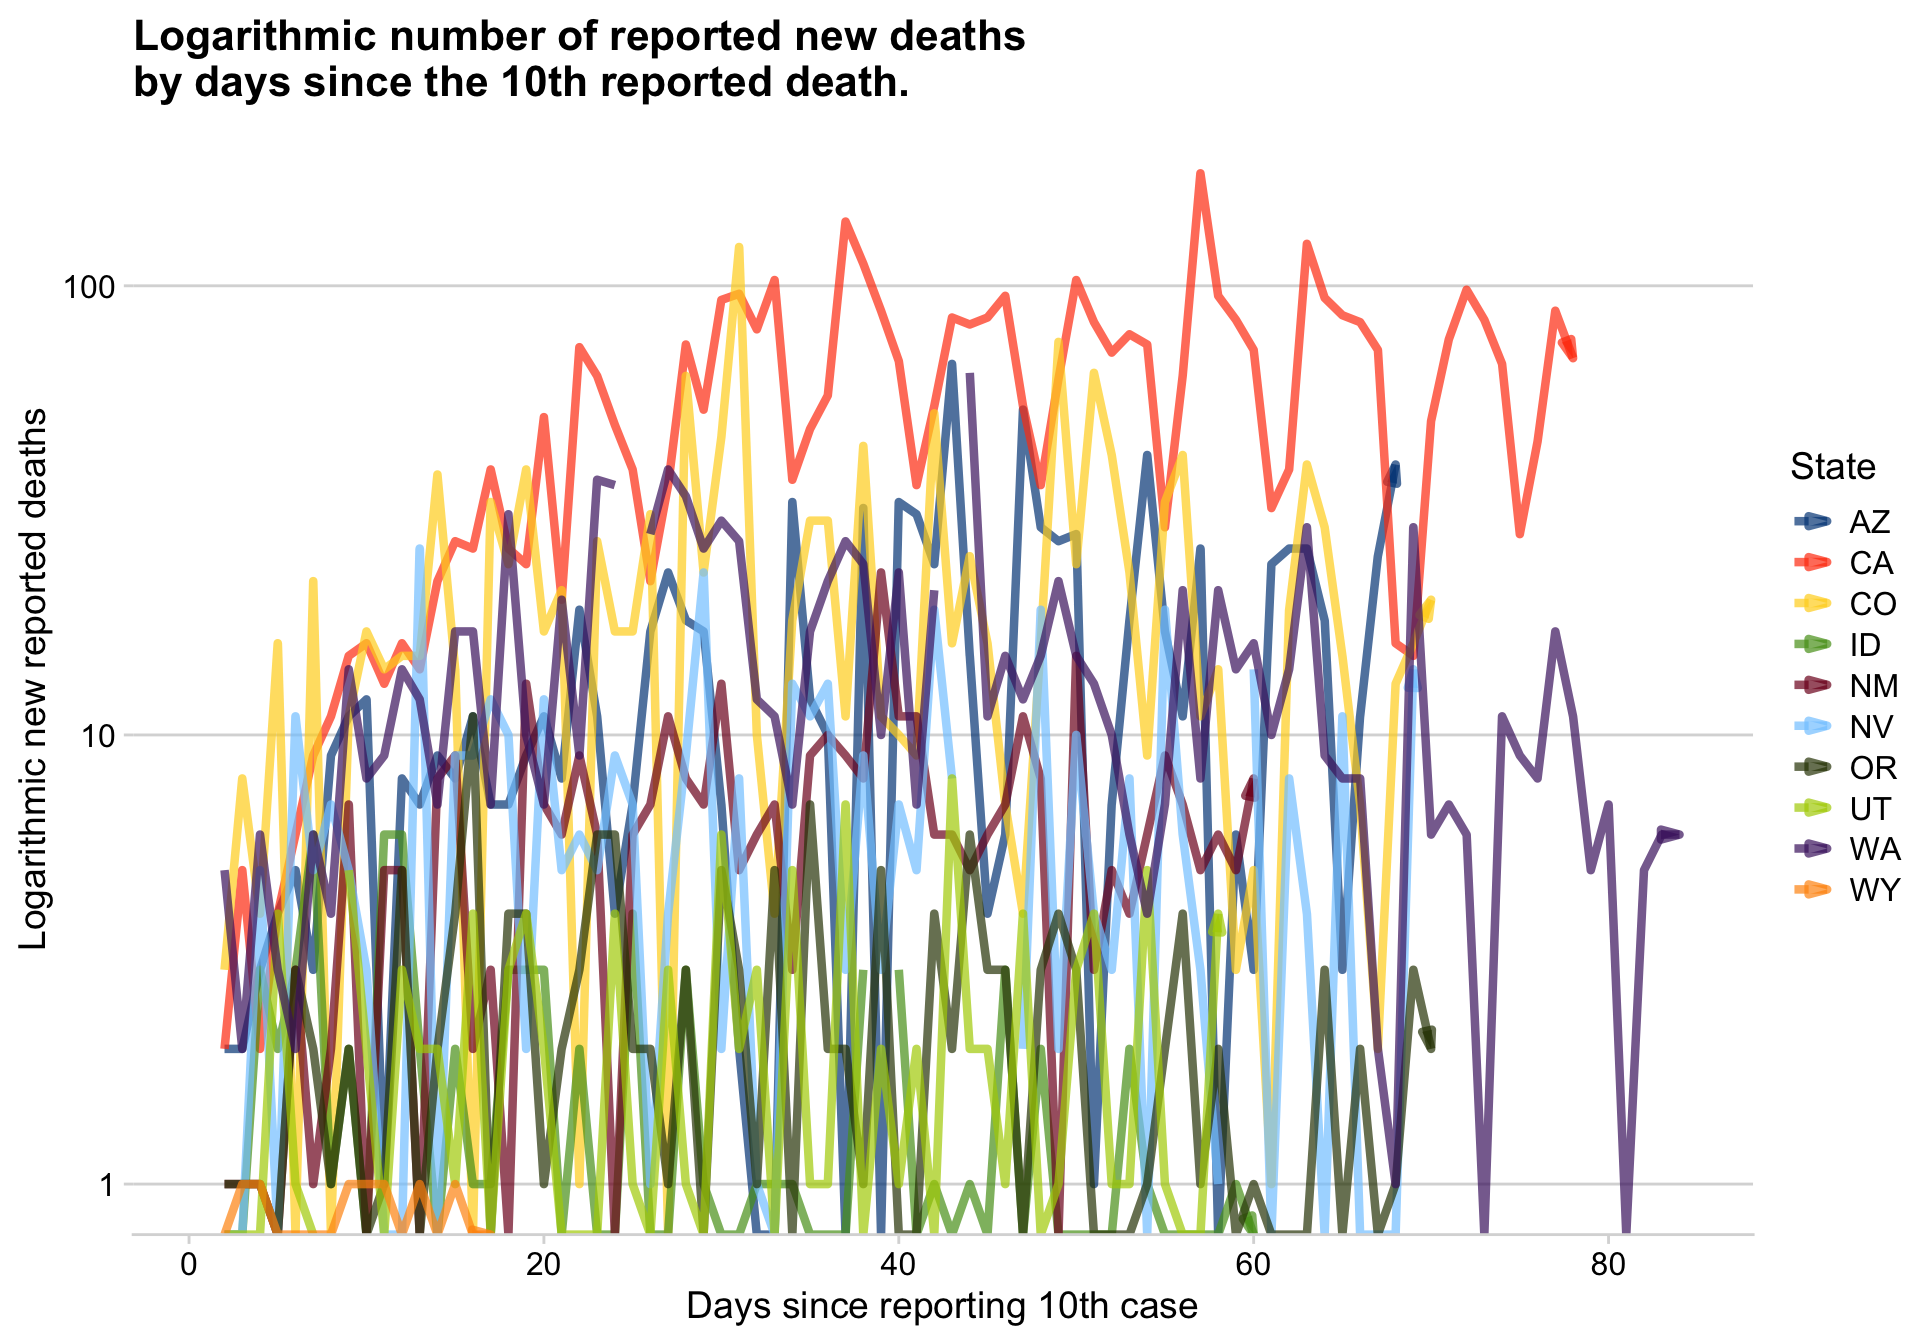 Logarithmic number of reported new deaths
by days since the 10th reported death.
100
10
1
Logarithmic new reported deaths
0 20 40 60 80
Days since reporting 10th case
State
AZ
CA
CO
ID
NM
NV
OR
UT
WA
WY